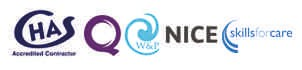 CHAS
Accredited Contractor
Q
W&P
NICE
skillsforcare